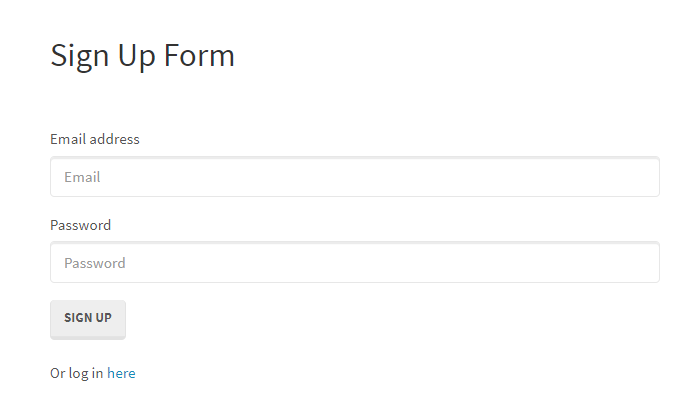 Sign Up Form
Email address
Email
Password
Password
SIGN UP
Or log in here